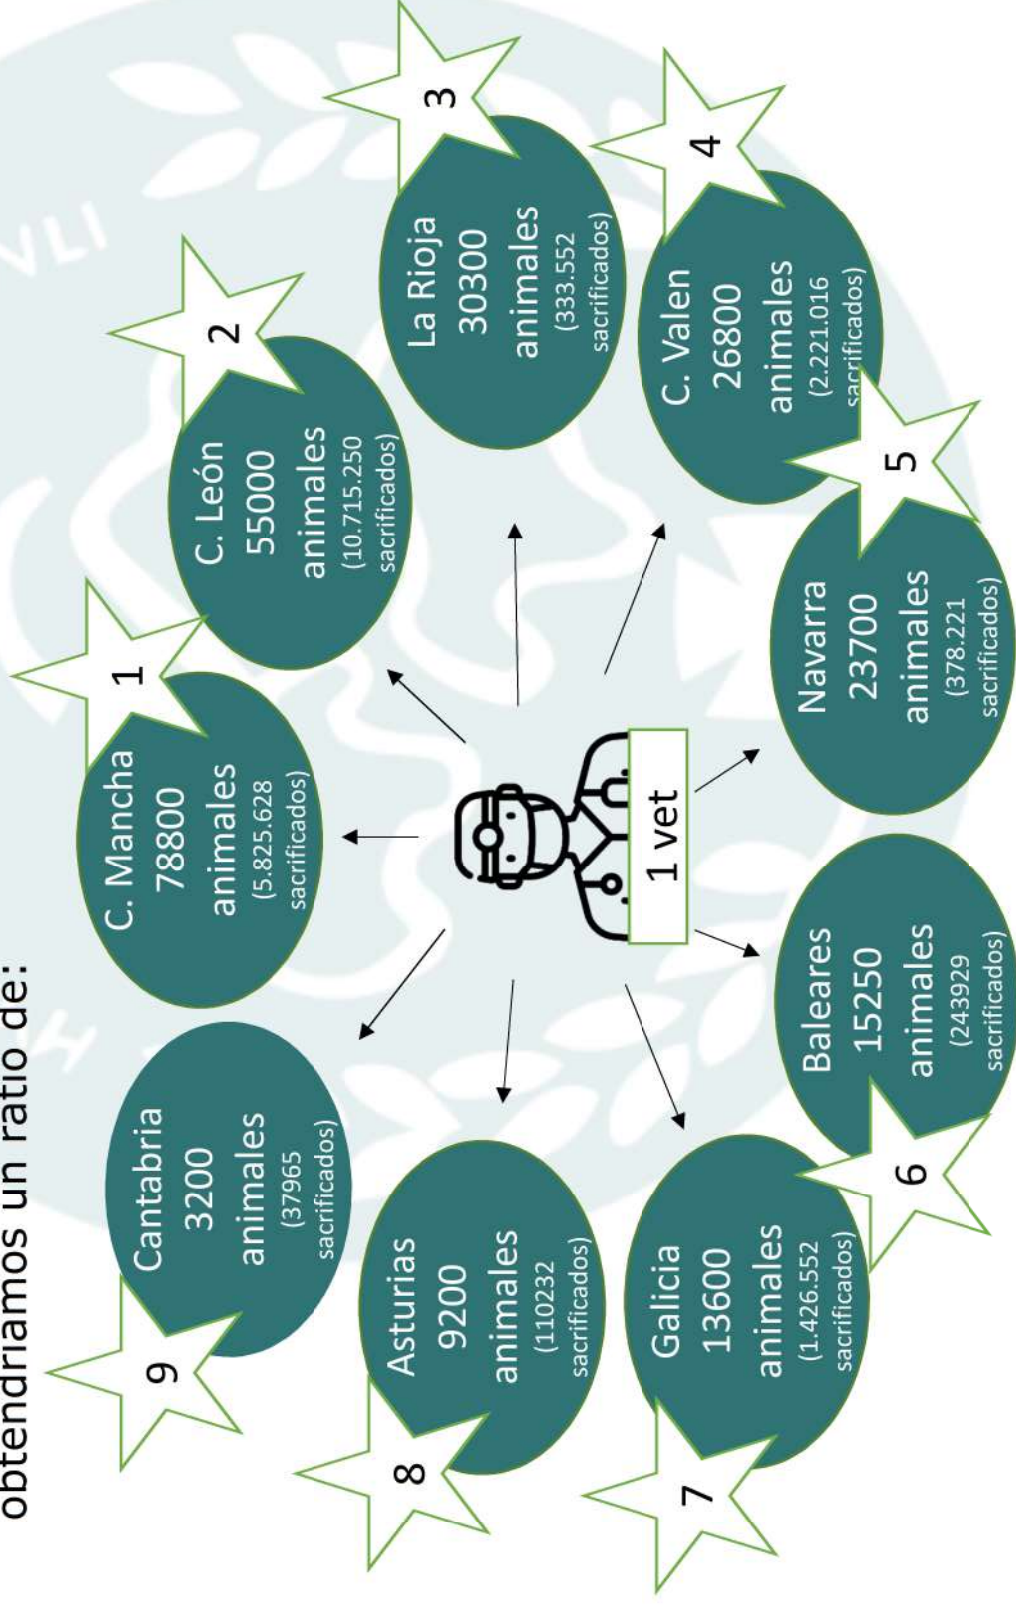 obtendríamos un ratio de:
1
C. Mancha
78800
animales
(5.825.628
sacrificados)
2
C. León
55000
animales
(10.715.250
sacrificados)
3
La Rioja
30300
animales
(333.552
sacrificados)
4
C. Valen
26800
animales
(2.221.016
sacrificados)
5
Navarra
23700
animales
(378.221
sacrificados)
6
Baleares
15250
animales
(243929
sacrificados)
7
Galicia
13600
animales
(1.426.552
sacrificados)
8
Asturias
9200
animales
(110232
sacrificados)
9
Cantabria
3200
animales
(37965
sacrificados)
1 vet
VLI
H